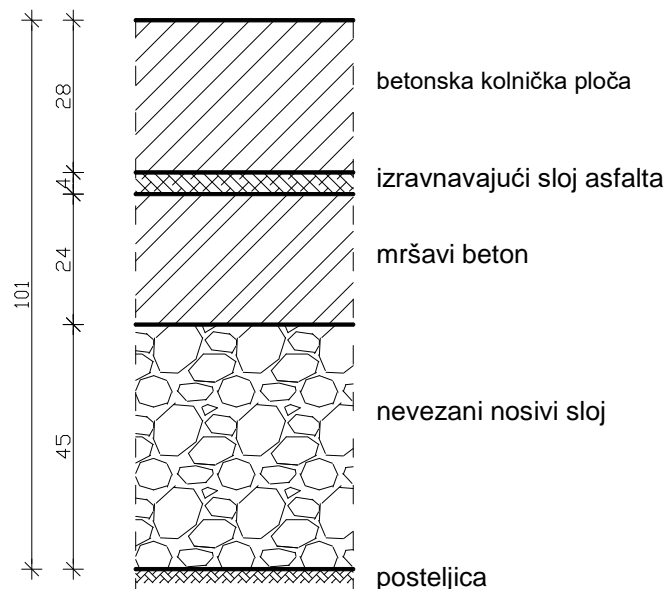 101
28
4
24
45
betonska kolnička ploča
izravnavajući sloj asfalta
mršavi beton
nevezani nosivi sloj
posteljica